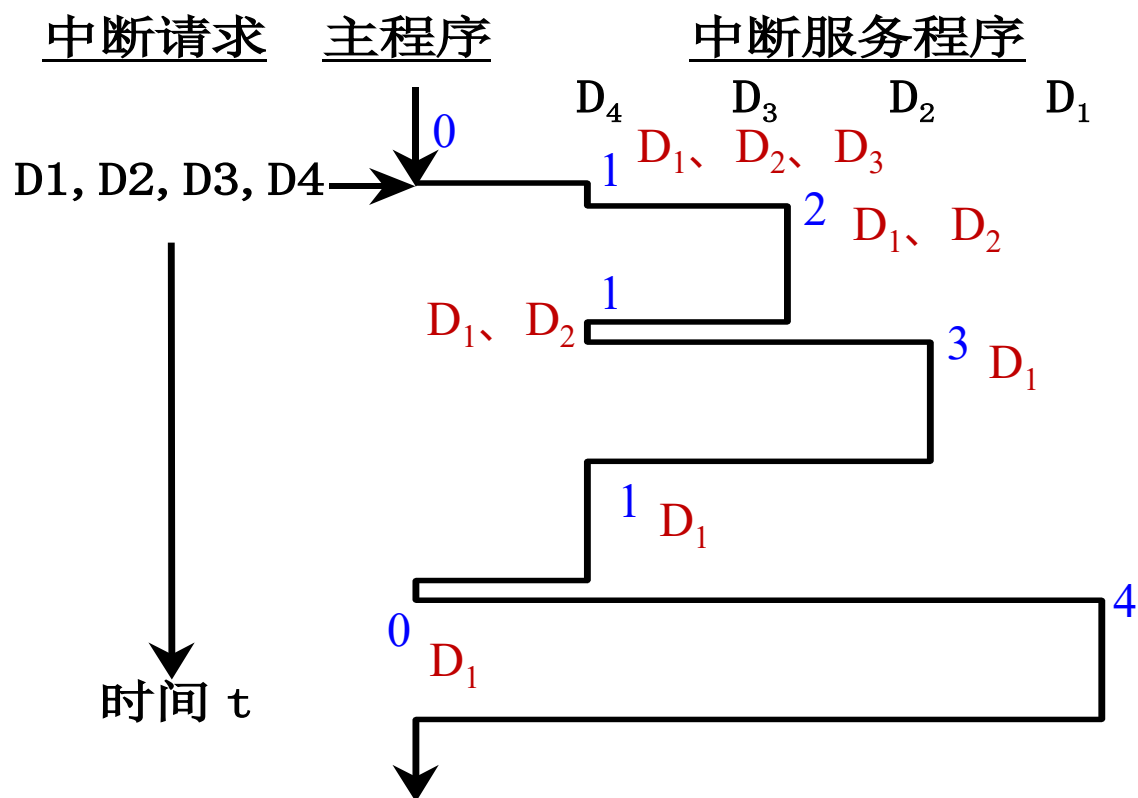 中断请求 主程序 中断服务程序
D₄ D₃ D₂ D₁
0
D1, D2, D3, D4
1 D₁、D₂、D₃
2 D₁、D₂
1
D₁、D₂
3 D₁
1 D₁
4
0 D₁
时间 t